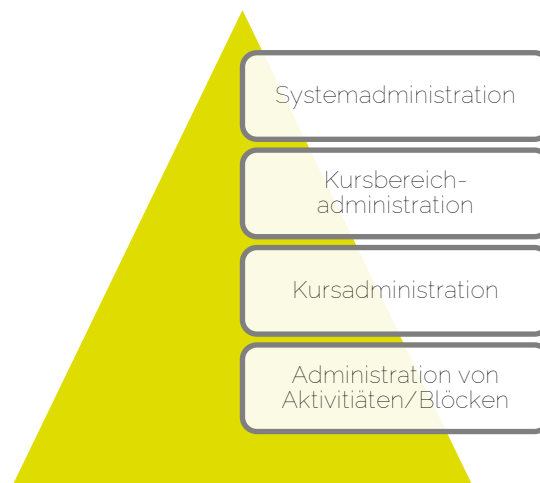 Systemadministration
Kursbereich-
administration
Kursadministration
Administration von
Aktivitiäten/Blöcken